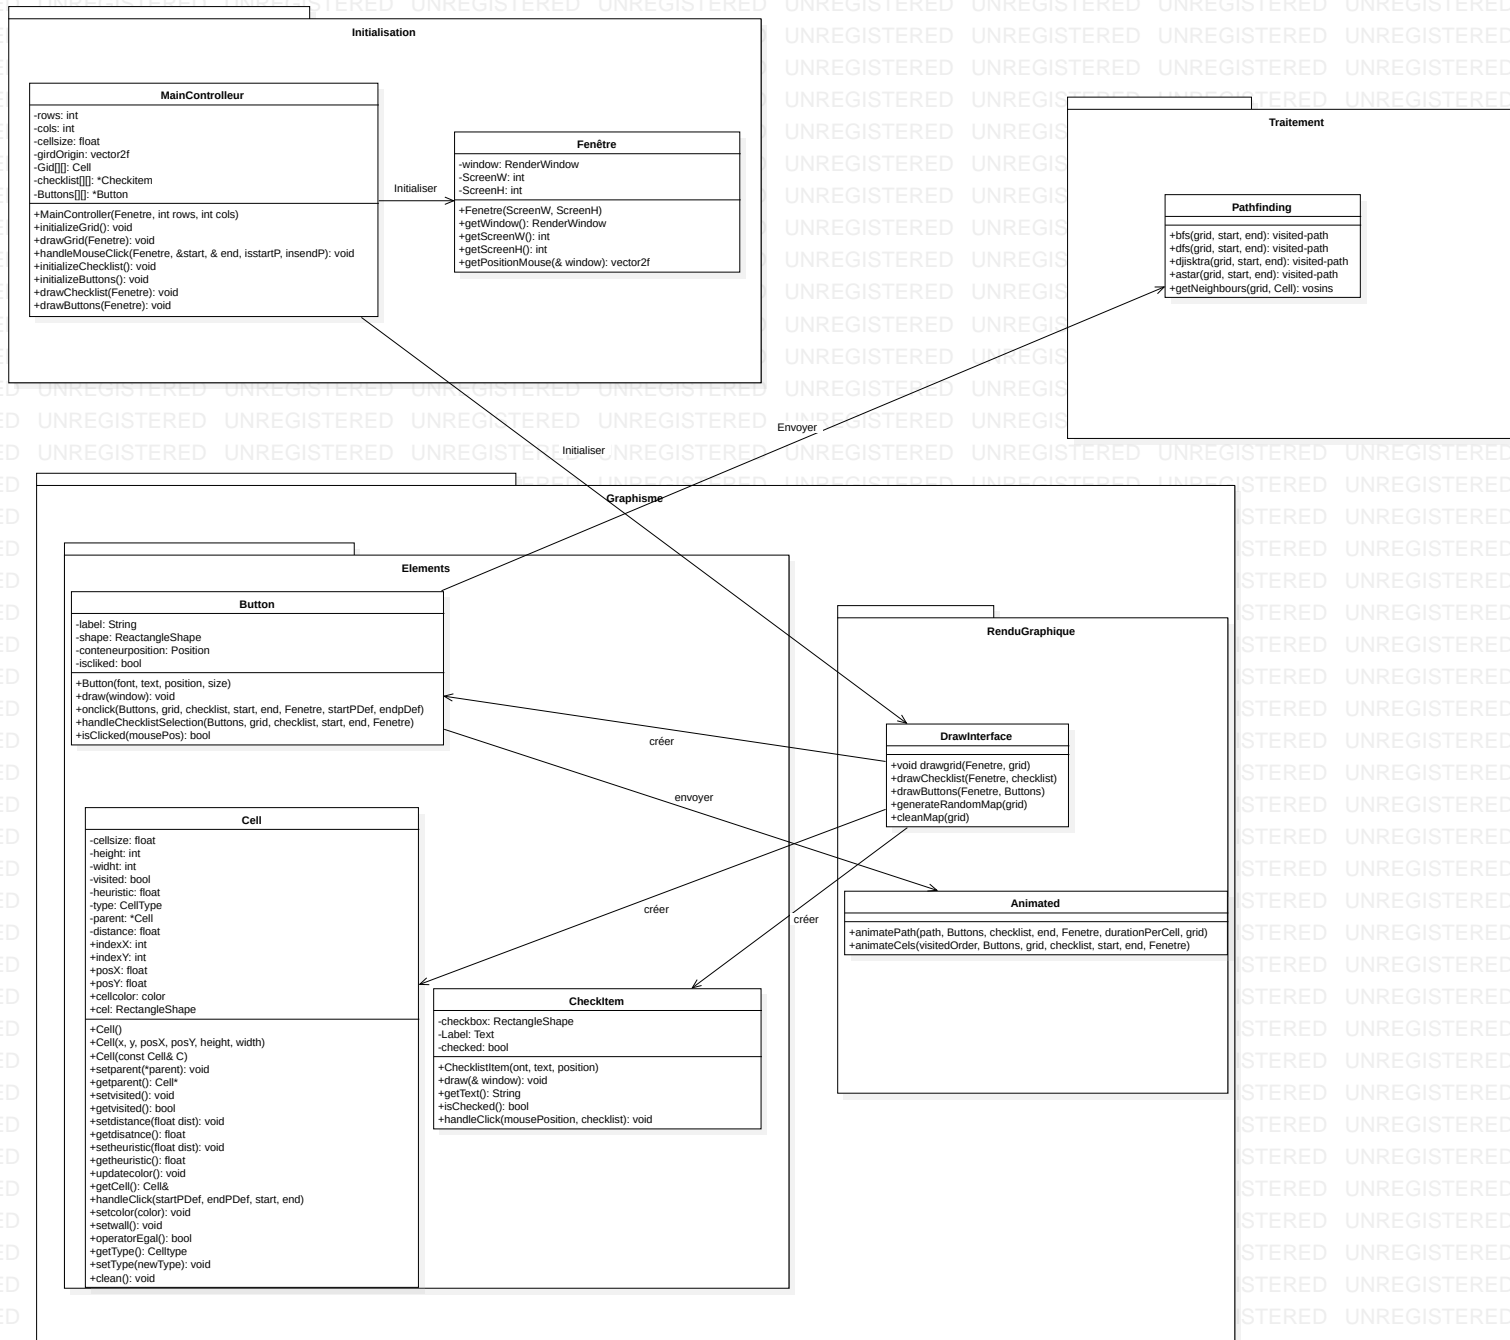 Initialisation
MainControlleur
-rows: int
-cols: int
-cellsize: float
-girdOrigin: vector2f
-Gid[][]: Cell
-checklist[][]: *Checkitem
-Buttons[][]: *Button
+MainController(Fenetre, int rows, int cols)
+initializeGrid(): void
+drawGrid(Fenetre): void
+handleMouseClick(Fenetre, &start, & end, isstartP, insendP): void
+initializeChecklist(): void
+initializeButtons(): void
+drawChecklist(Fenetre): void
+drawButtons(Fenetre): void
Initialiser
Fenêtre
-window: RenderWindow
-ScreenW: int
-ScreenH: int
+Fenetre(ScreenW, ScreenH)
+getWindow(): RenderWindow
+getScreenW(): int
+getScreenH(): int
+getPositionMouse(& window): vector2f
Traitement
Pathfinding
+bfs(grid, start, end): visited-path
+dfs(grid, start, end): visited-path
+djisktra(grid, start, end): visited-path
+astar(grid, start, end): visited-path
+getNeighbours(grid, Cell): vosins
Envoyer
Initialiser
Graphisme
Elements
Button
-label: String
-shape: ReactangleShape
-conteneurposition: Position
-iscliked: bool
+Button(font, text, position, size)
+draw(window): void
+onclick(Buttons, grid, checklist, start, end, Fenetre, startPDef, endpDef)
+handleChecklistSelection(Buttons, grid, checklist, start, end, Fenetre)
+isClicked(mousePos): bool
créer
envoyer
RenduGraphique
DrawInterface
+void drawgrid(Fenetre, grid)
+drawChecklist(Fenetre, checklist)
+drawButtons(Fenetre, Buttons)
+generateRandomMap(grid)
+cleanMap(grid)
Cell
-cellsize: float
-height: int
-widht: int
-visited: bool
-heuristic: float
-type: CellType
-parent: *Cell
-distance: float
+indexX: int
+indexY: int
+posX: float
+posY: float
+cellcolor: color
+cel: RectangleShape
+Cell()
+Cell(x, y, posX, posY, height, width)
+Cell(const Cell& C)
+setparent(*parent): void
+getparent(): Cell*
+setvisited(): void
+getvisited(): bool
+setdistance(float dist): void
+getdisatnce(): float
+setheuristic(float dist): void
+getheuristic(): float
+updatecolor(): void
+getCell(): Cell&
+handleClick(startPDef, endPDef, start, end)
+setcolor(color): void
+setwall(): void
+operatorEgal(): bool
+getType(): Celltype
+setType(newType): void
+clean(): void
créer
créer
Animated
+animatePath(path, Buttons, checklist, end, Fenetre, durationPerCell, grid)
+animateCels(visitedOrder, Buttons, grid, checklist, start, end, Fenetre)
CheckItem
-checkbox: RectangleShape
-Label: Text
-checked: bool
+ChecklistItem(ont, text, position)
+draw(& window): void
+getText(): String
+isChecked(): bool
+handleClick(mousePosition, checklist): void
UNREGISTERED